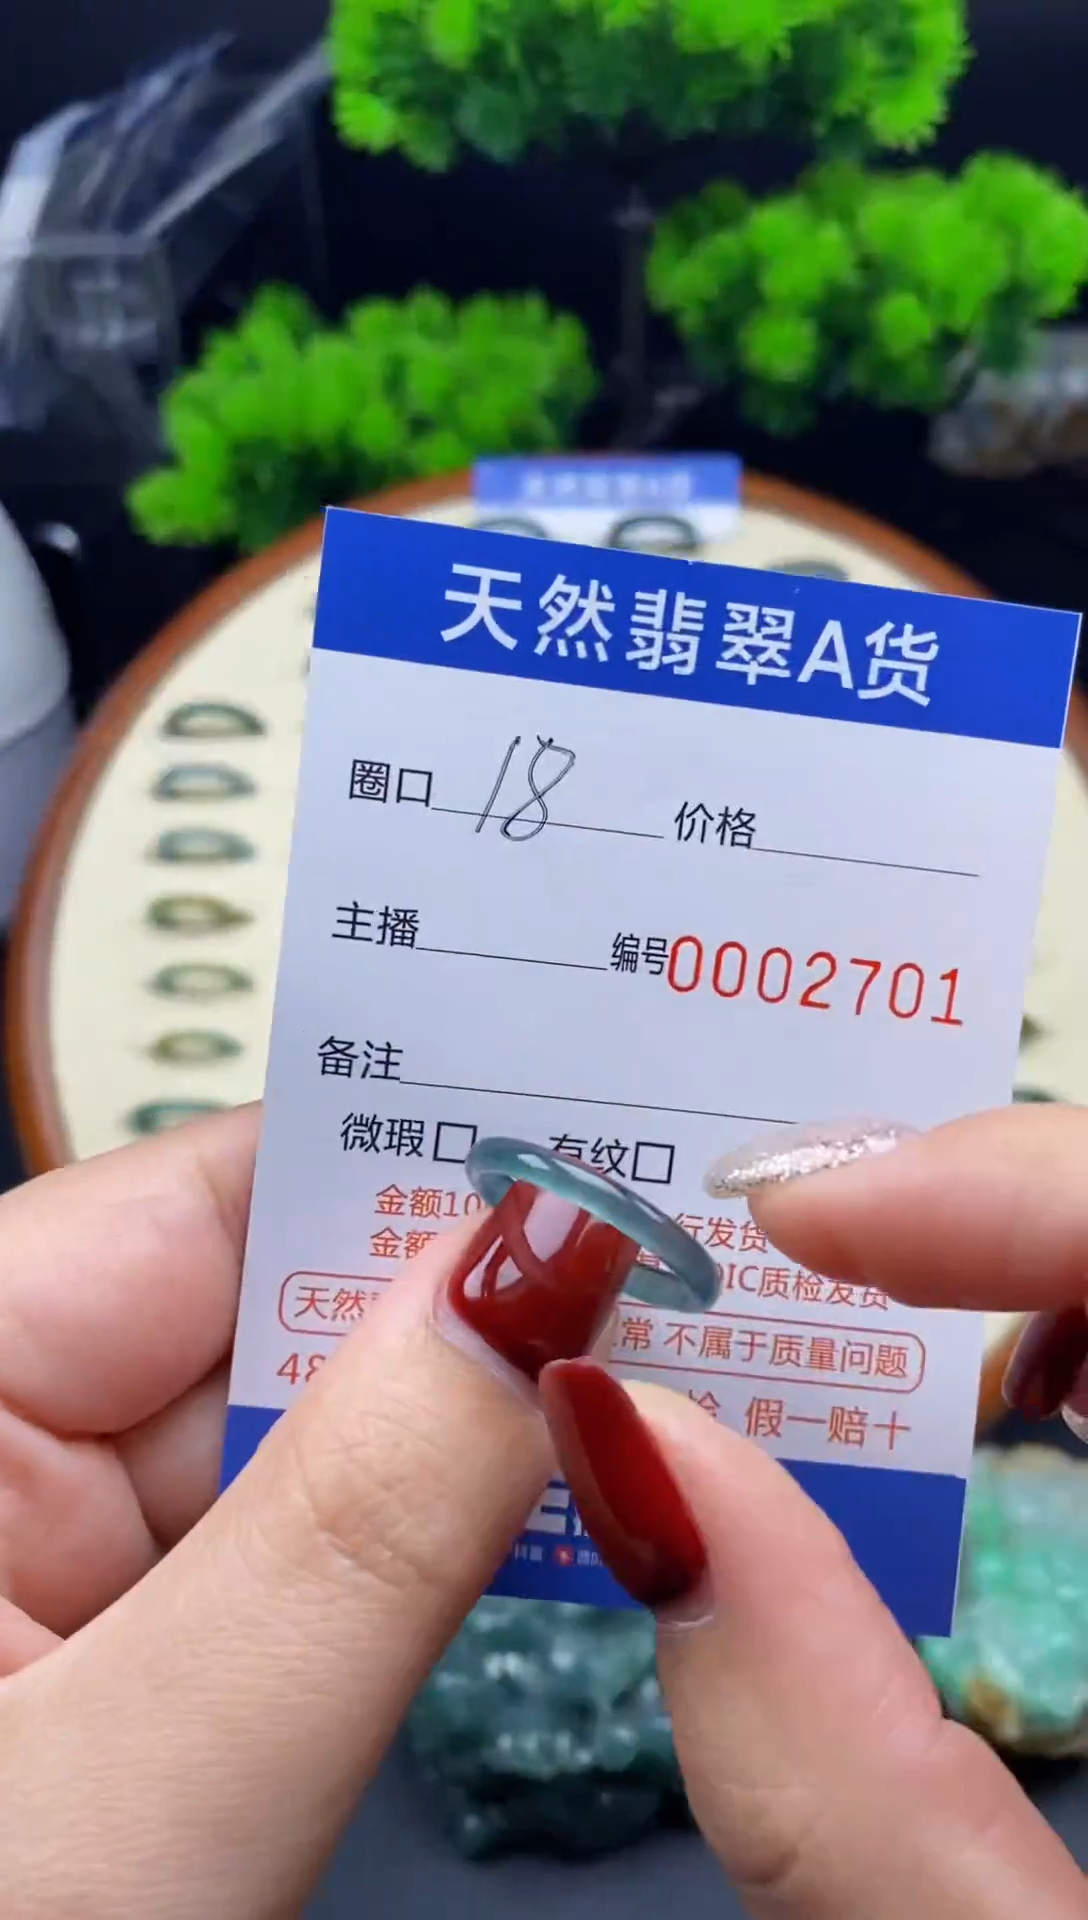 天然翡翠A货
圈口 18 价格
主播 编号0002701
备注
微瑕□ 有纹□
金额10 行发货
金额 DIC质检发货
天然 常 不属于质量问题
48 检 假一赔十